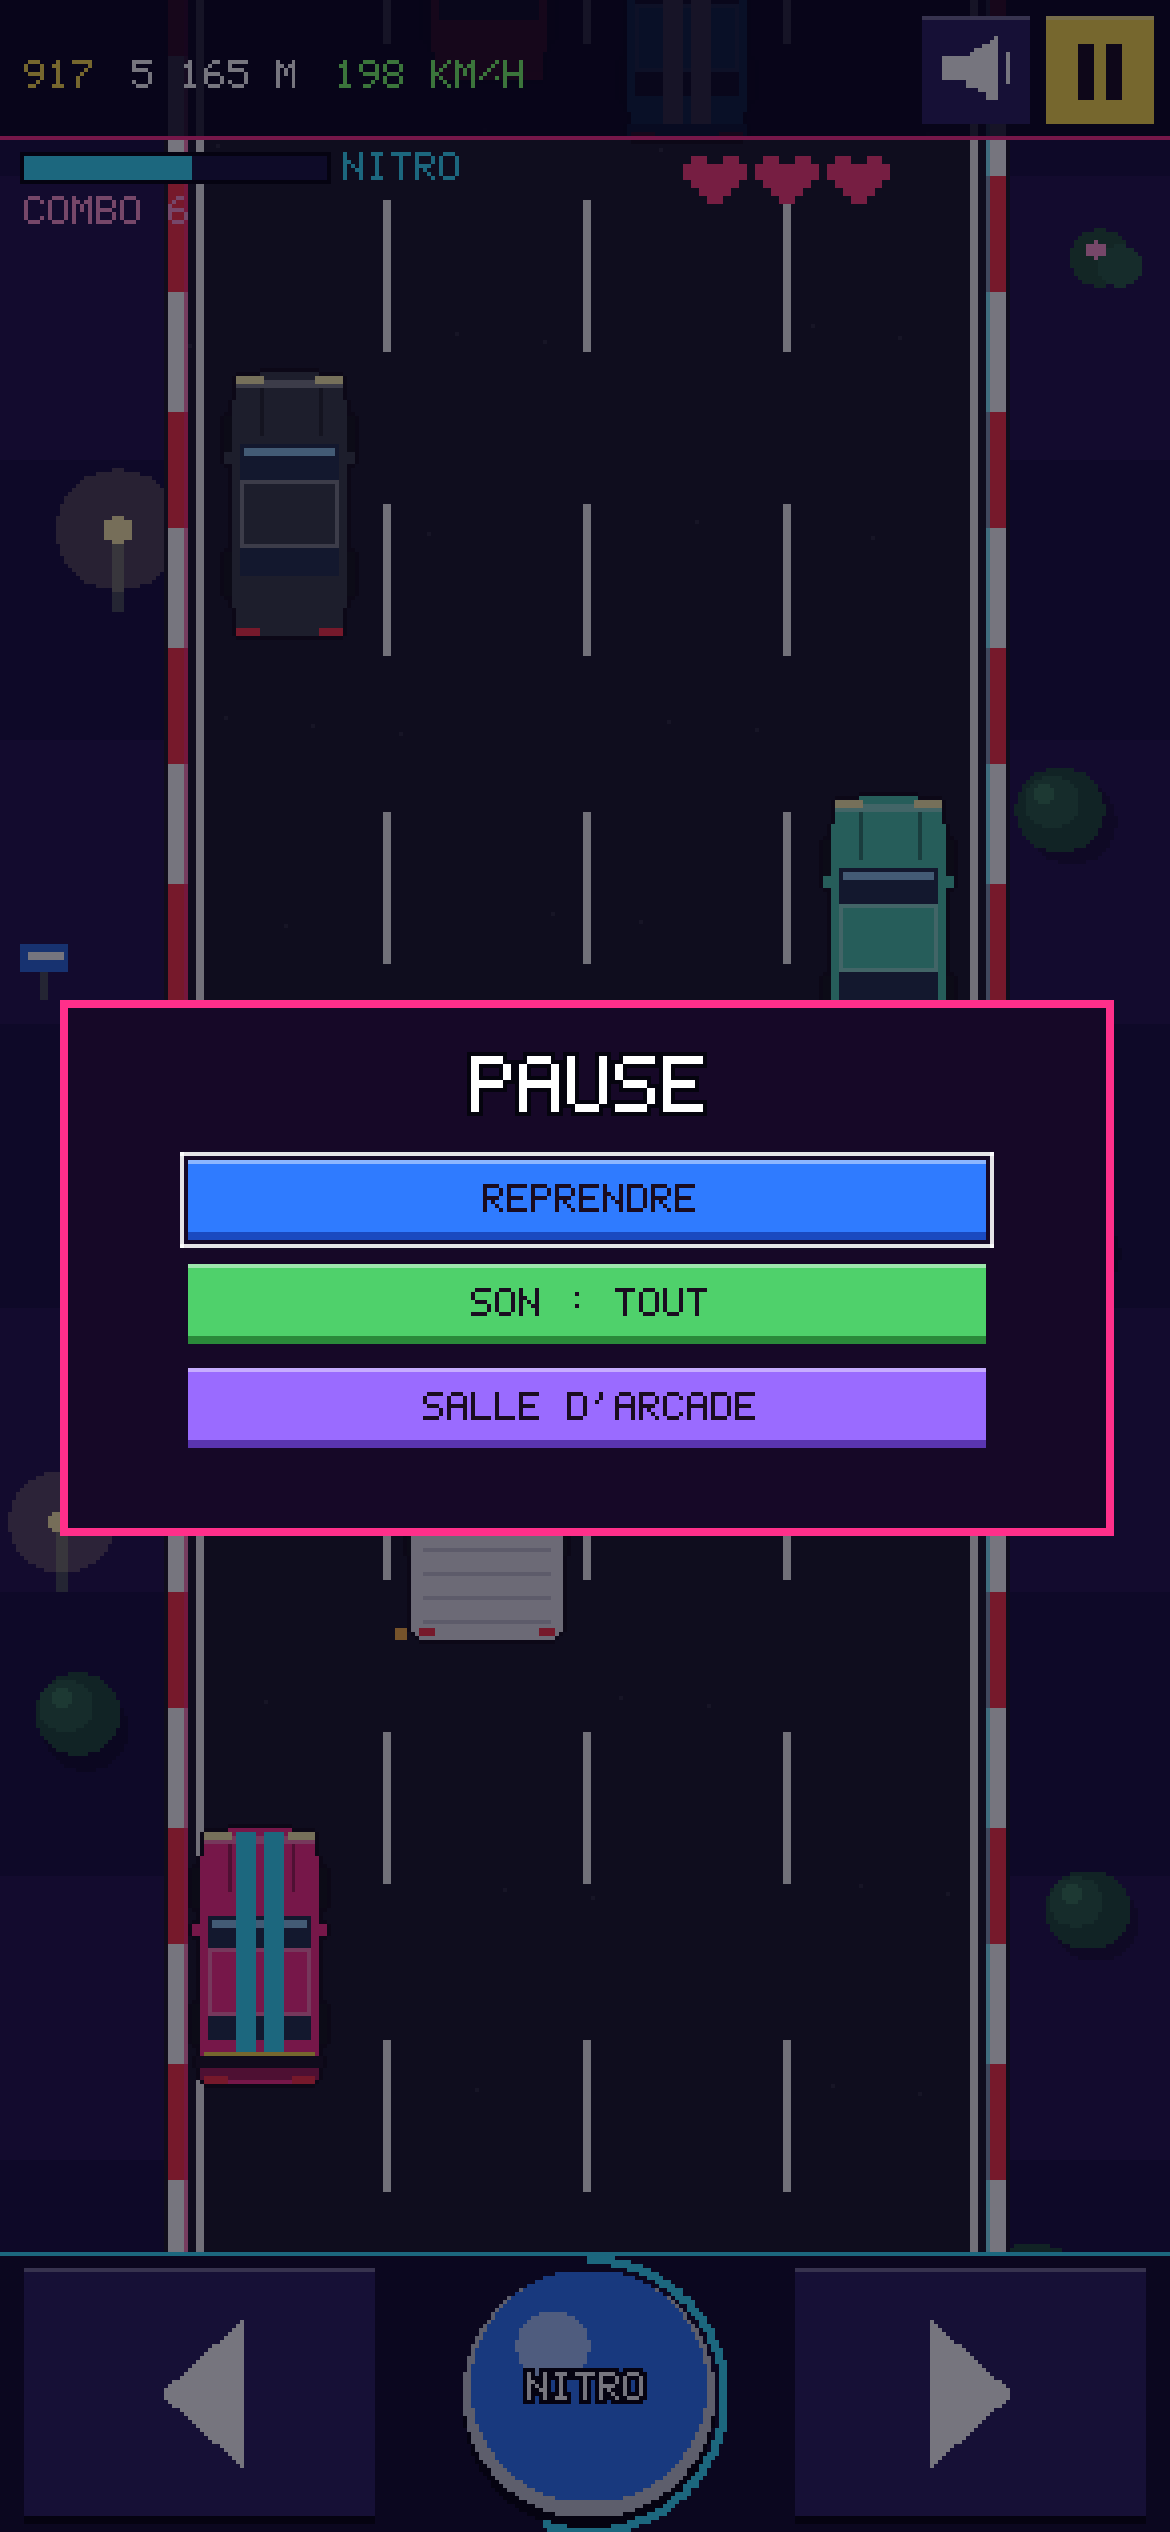 917 5 165 M 198 KM/H
NITRO
COMBO 6
PAUSE
REPRENDRE
SON : TOUT
SALLE D'ARCADE
NITRO